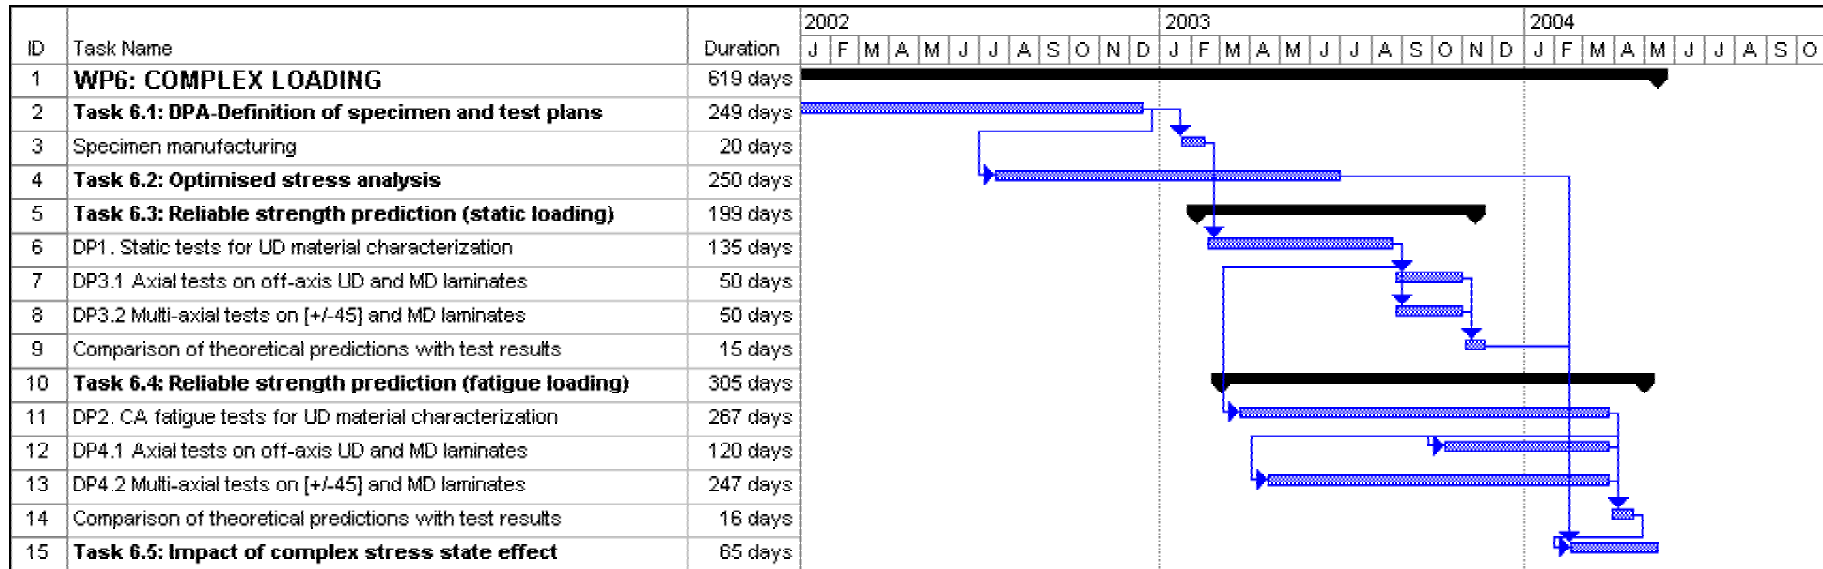 2002 2003 2004
ID Task Name Duration J F M A M J J A S O N D J F M A M J J A S O N D J F M A M J J A S O
1 WP6: COMPLEX LOADING 619 days
2 Task 6.1: DPA-Definition of specimen and test plans 249 days
3 Specimen manufacturing 20 days
4 Task 6.2: Optimised stress analysis 250 days
5 Task 6.3: Reliable strength prediction (static loading) 199 days
6 DP1. Static tests for UD material characterization 135 days
7 DP3.1 Axial tests on off-axis UD and MD laminates 50 days
8 DP3.2 Multi-axial tests on [+/-45] and MD laminates 50 days
9 Comparison of theoretical predictions with test results 15 days
10 Task 6.4: Reliable strength prediction (fatigue loading) 305 days
11 DP2. CA fatigue tests for UD material characterization 267 days
12 DP4.1 Axial tests on off-axis UD and MD laminates 120 days
13 DP4.2 Multi-axial tests on [+/-45] and MD laminates 247 days
14 Comparison of theoretical predictions with test results 16 days
15 Task 6.5: Impact of complex stress state effect 65 days